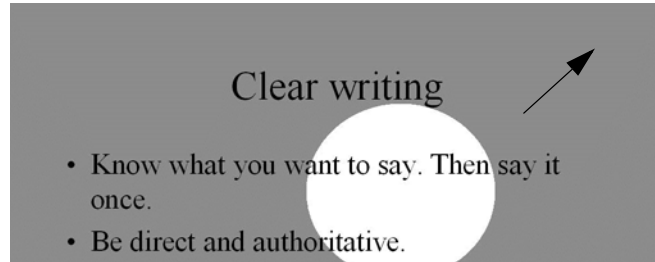 Clear writing
• Know what you want to say. Then say it
once.
• Be direct and authoritative.